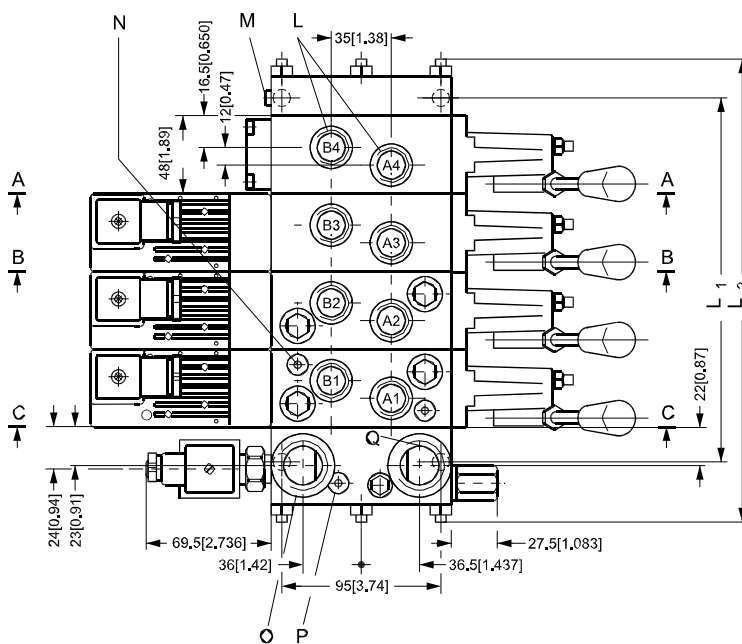 N
M
L
35[1.38]
16.5[0.650]
12[0.47]
48[1.89]
B4
A4
A
A
B3
A3
B
B
L 1
L 2
B2
A2
B1
A1
22[0.87]
C
C
Q
24[0.94]
23[0.91]
69.5[2.736]
27.5[1.083]
36[1.42]
36.5[1.437]
95[3.74]
O
P